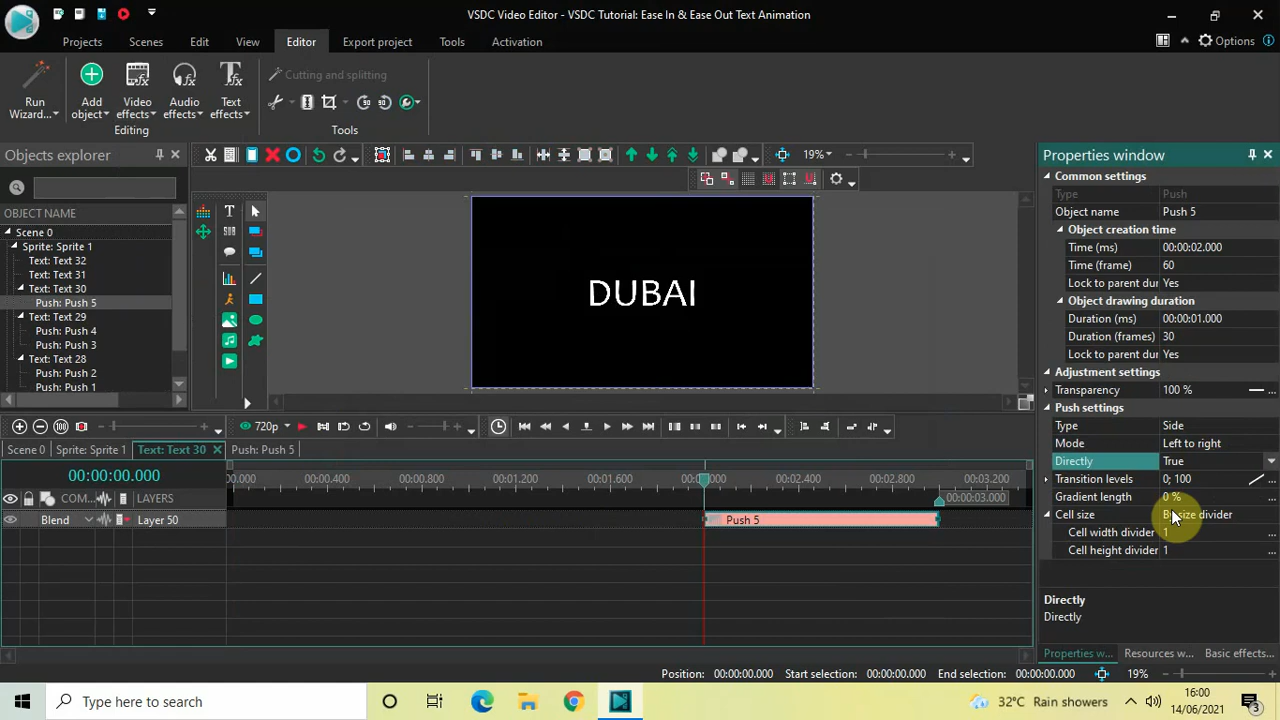 VSDC Video Editor - VSDC Tutorial: Ease In & Ease Out Text Animation
Projects Scenes Edit View Editor Export project Tools Activation Options
Run Wizard... Add object Video effects Audio effects Text effects
Cutting and splitting
Editing Tools
Objects explorer
OBJECT NAME
Scene 0
Sprite: Sprite 1
Text: Text 32
Text: Text 31
Text: Text 30
Push: Push 5
Text: Text 29
Push: Push 4
Push: Push 3
Text: Text 28
Push: Push 2
Push: Push 1
19%
DUBAI
Properties window
Common settings
Type Push
Object name Push 5
Object creation time
Time (ms) 00:00:02.000
Time (frame) 60
Lock to parent dur Yes
Object drawing duration
Duration (ms) 00:00:01.000
Duration (frames) 30
Lock to parent dur Yes
Adjustment settings
Transparency 100 %
Push settings
Type Side
Mode Left to right
Directly True
Transition levels 0; 100
Gradient length 0 %
Cell size By size divider
Cell width divider 1 ...
Cell height divider 1 ...
Directly
Directly
Properties w... Resources w... Basic effects...
720p
Scene 0 Sprite: Sprite 1 Text: Text 30 Push: Push 5
00:00:00.000
.000 00:00.400 00:00.800 00:01.200 00:01.600 00:02.400 00:02.800 00:03.200
00:00:03.000
COM... LAYERS
Blend Layer 50
Push 5
Position: 00:00:00.000 Start selection: 00:00:00.000 End selection: 00:00:00.000 19%
Type here to search
32°C Rain showers
16:00
14/06/2021
3